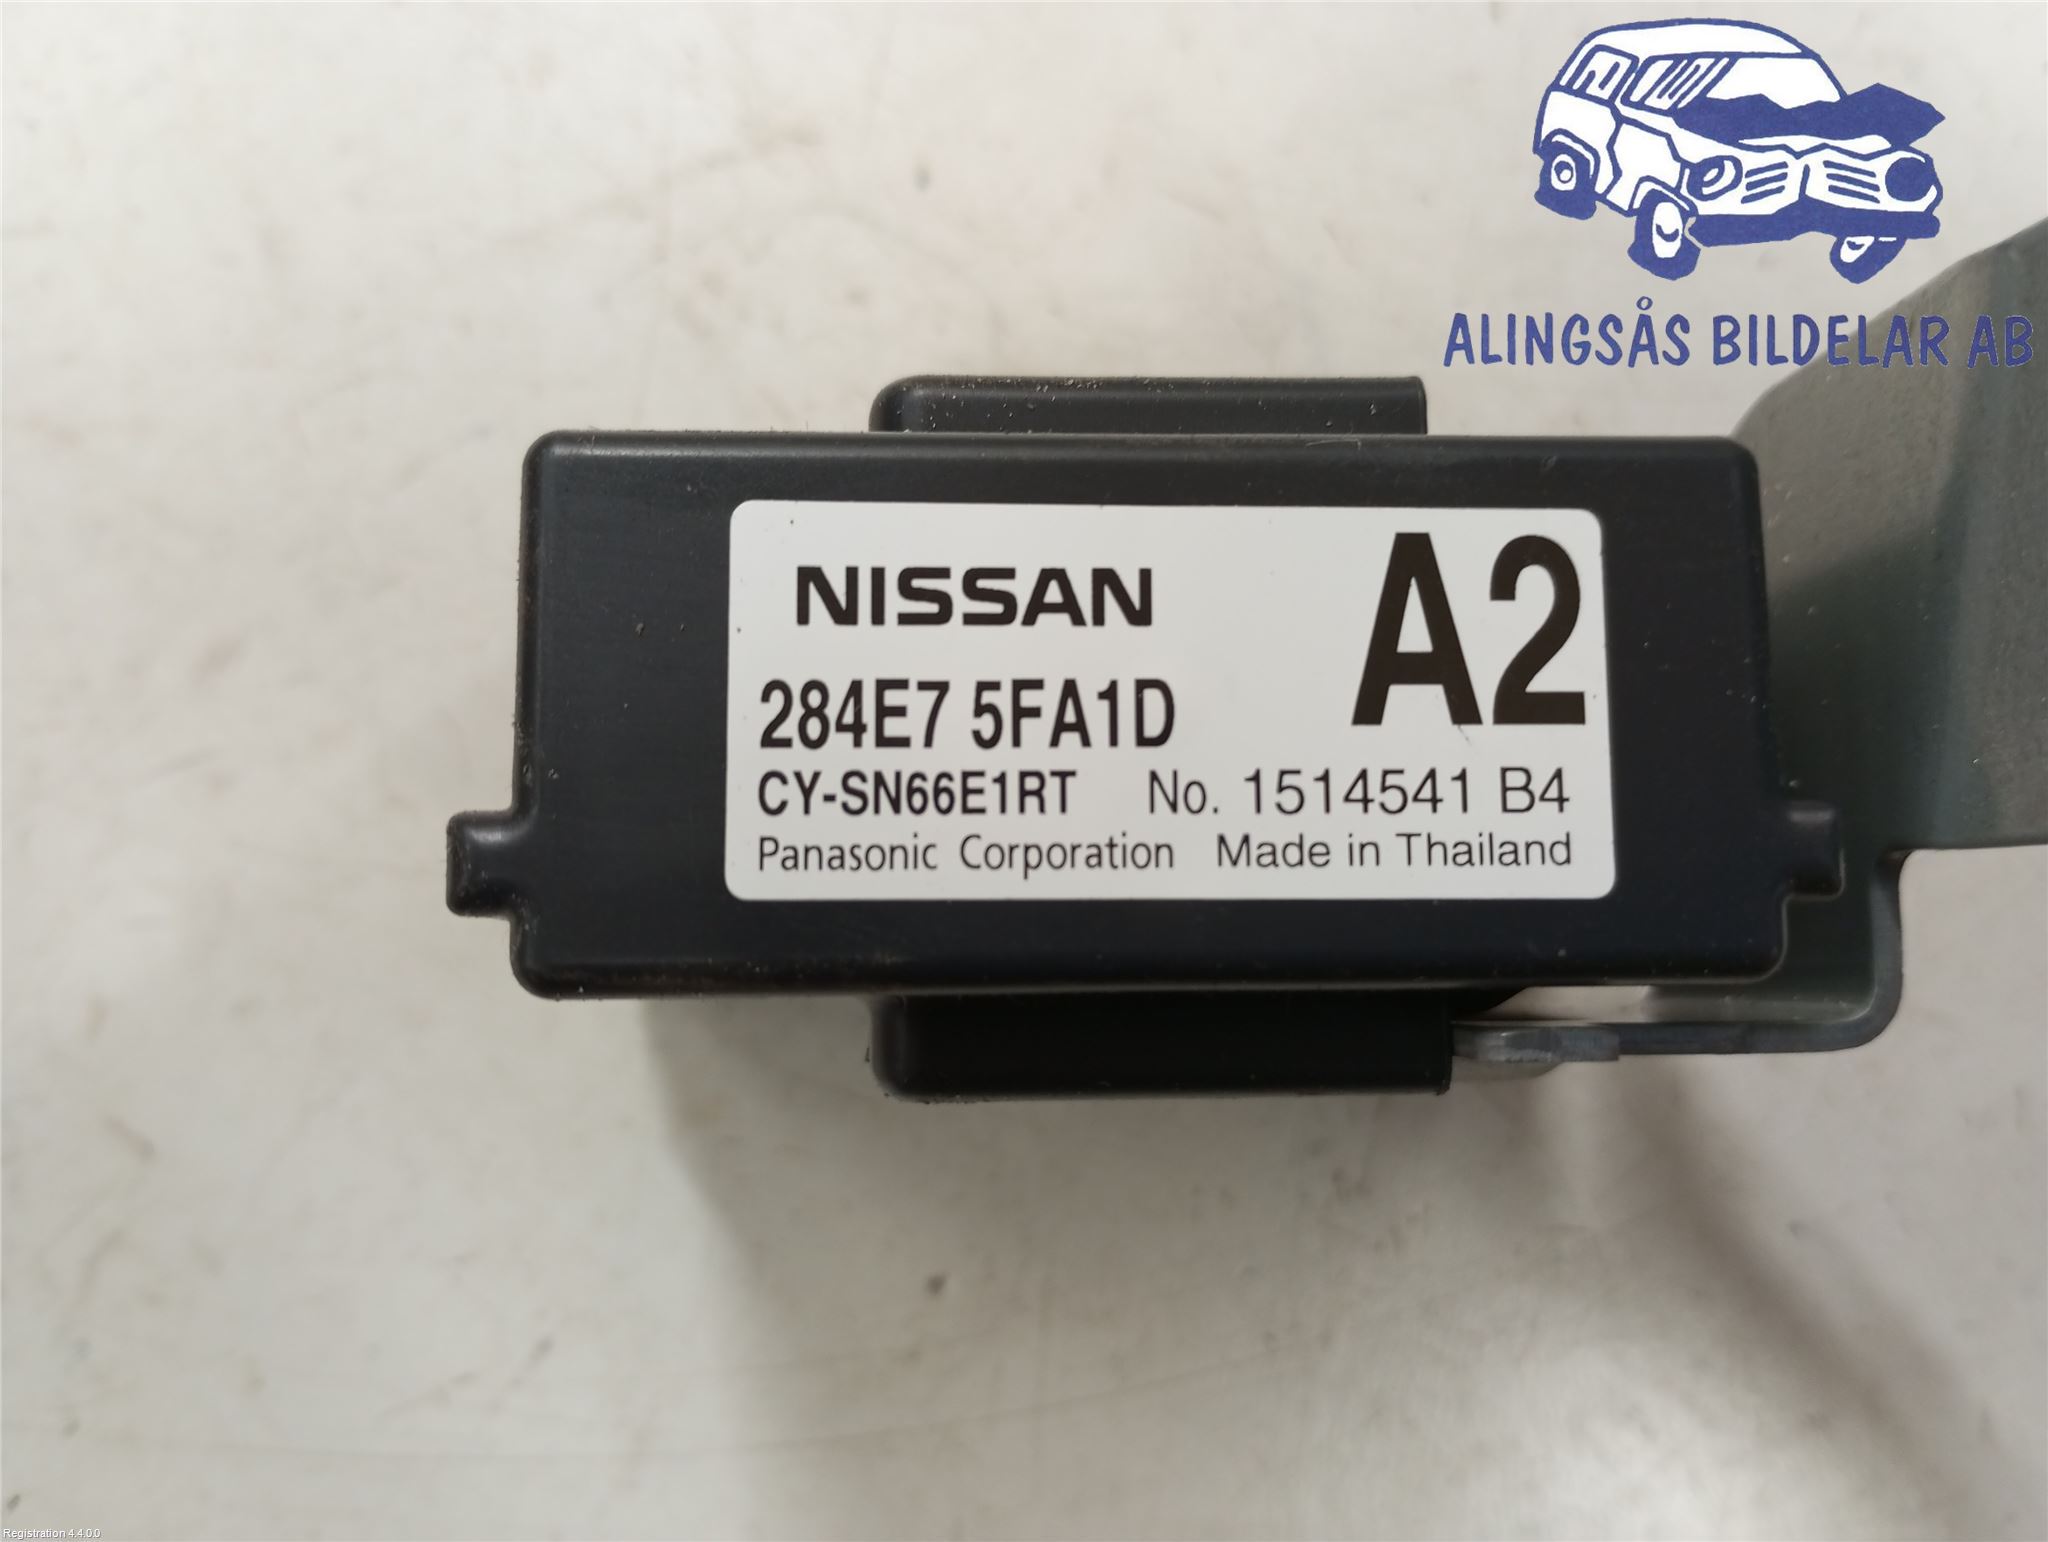 ALINGSÅS BILDELAR AB
NISSAN
A2
284E7 5FA1D
CY-SN66E1RT No. 1514541 B4
Panasonic Corporation Made in Thailand
Registration 4.4.0.0